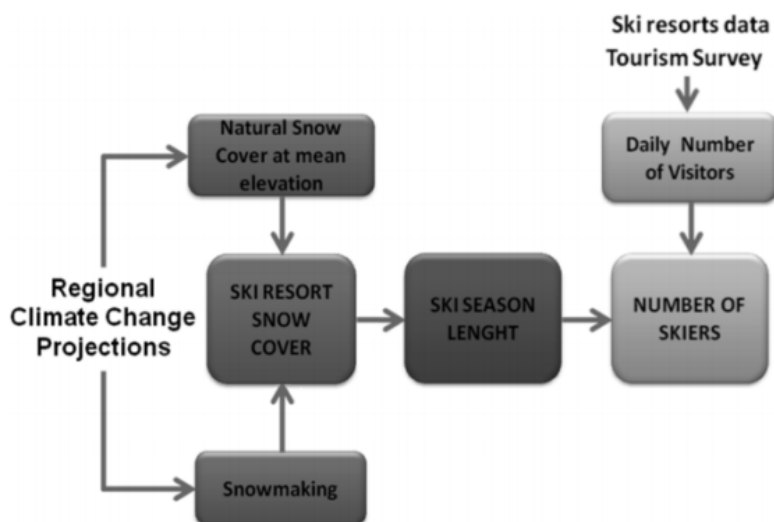 Ski resorts data
Tourism Survey
Natural Snow
Cover at mean
elevation
Daily Number
of Visitors
Regional
Climate Change
Projections
SKI RESORT
SNOW
COVER
SKI SEASON
LENGHT
NUMBER OF
SKIERS
Snowmaking